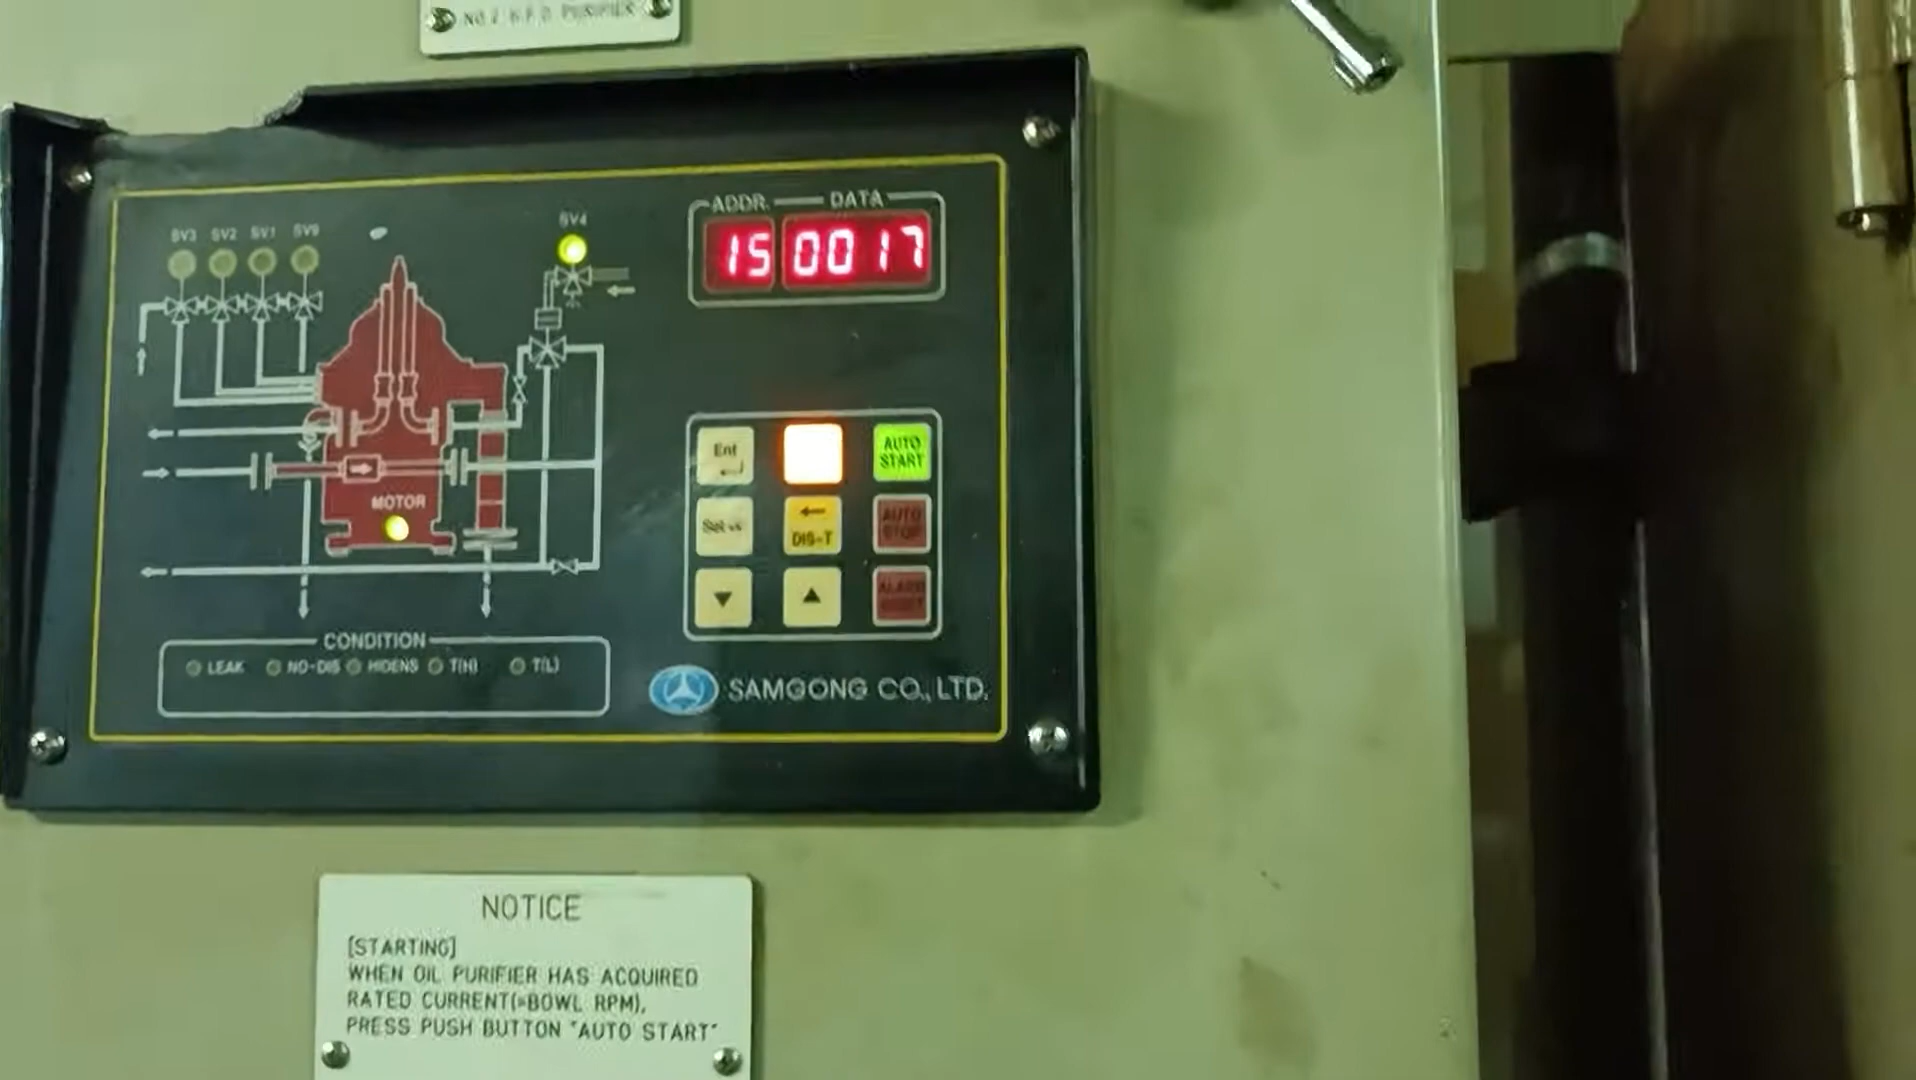 NO.2 H.F.O. PURIFIER
ADDR. DATA
15 0017
SV3 SV2 SV1 SV9
SV4
MOTOR
Ent
AUTO START
Sel
DIS-T
AUTO STOP
ALARM RESET
CONDITION
LEAK NO-DIS HIDENS T(H) T(L)
SAMGONG CO., LTD.
NOTICE
[STARTING]
WHEN OIL PURIFIER HAS ACQUIRED
RATED CURRENT(=BOWL RPM),
PRESS PUSH BUTTON "AUTO START"